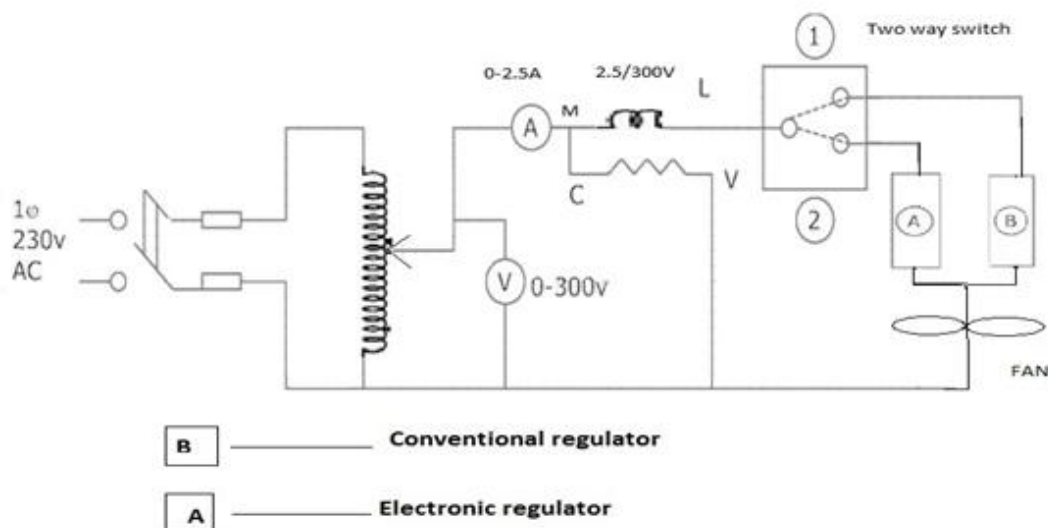 1
Two way switch
0-2.5A
2.5/300V
L
A
M
C
V
2
A
B
1ɵ
230v
AC
V
0-300v
FAN
B
Conventional regulator
A
Electronic regulator